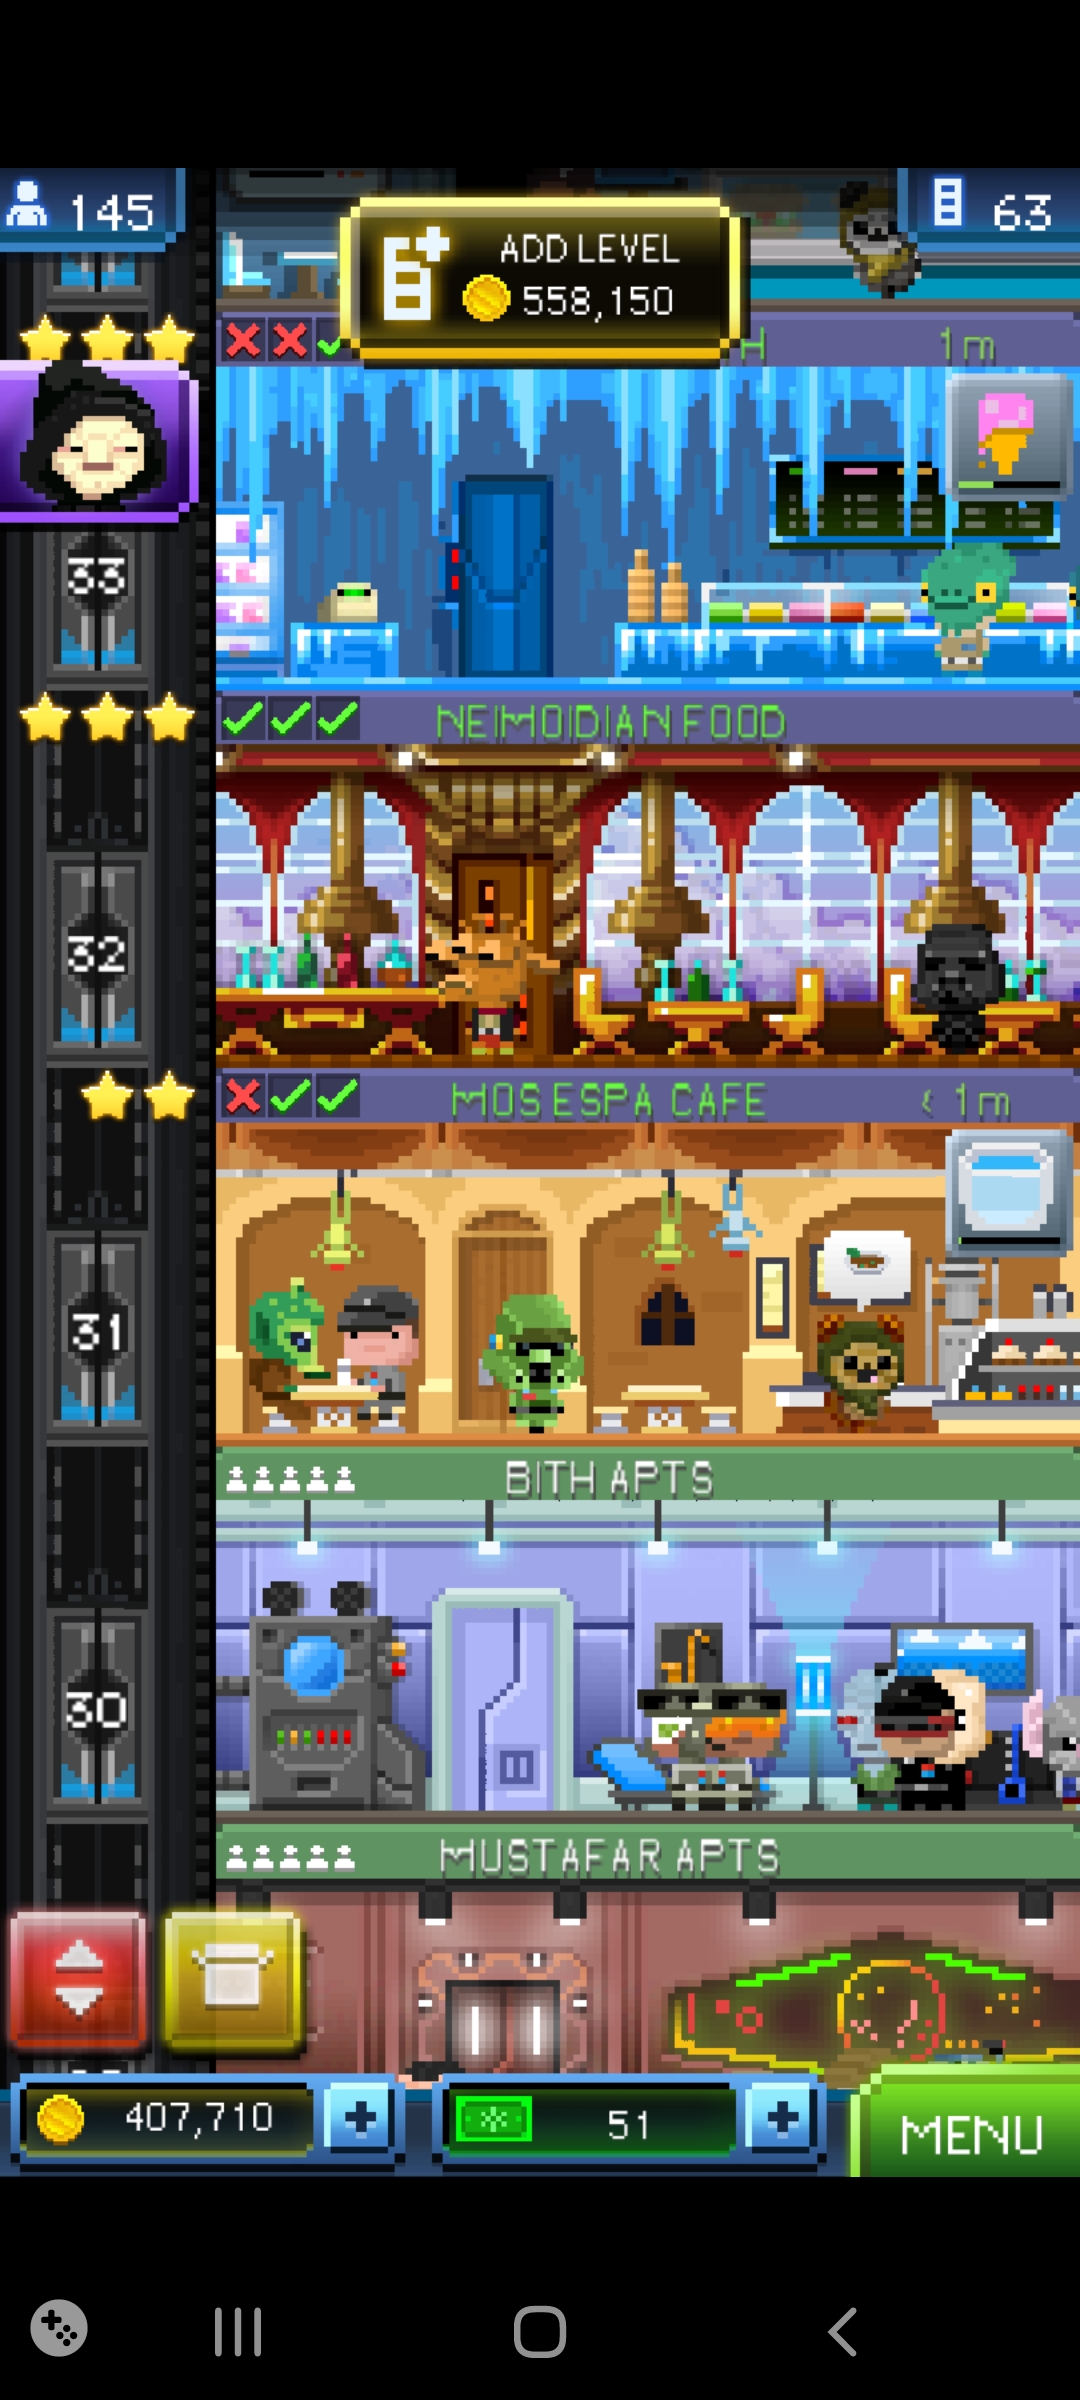 145
ADD LEVEL
558,150
63
H
1m
33
NEIMOIDIAN FOOD
32
MOS ESPA CAFE
< 1m
31
BITH APTS
30
MUSTAFAR APTS
407,710
51
MENU